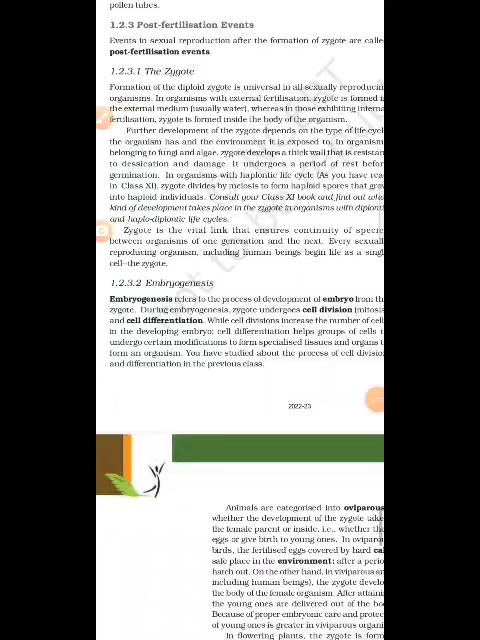 pollen tubes.
1.2.3 Post-fertilisation Events
Events in sexual reproduction after the formation of zygote are calle
post-fertilisation events.
1.2.3.1 The Zygote
Formation of the diploid zygote is universal in all sexually reproducin
organisms. In organisms with external fertilisation, zygote is formed i
the external medium (usually water), whereas in those exhibiting interna
fertilisation, zygote is formed inside the body of the organism.
Further development of the zygote depends on the type of life cycl
the organism has and the environment it is exposed to. In organism
belonging to fungi and algae, zygote develops a thick wall that is resistan
to dessication and damage. It undergoes a period of rest befor
germination. In organisms with haplontic life cycle (As you have rea
in Class XI), zygote divides by meiosis to form haploid spores that gro
into haploid individuals. Consult your Class XI book and find out wha
kind of development takes place in the zygote in organisms with diplonti
and haplo-diplontic life cycles.
Zygote is the vital link that ensures continuity of specie
between organisms of one generation and the next. Every sexuall
reproducing organism, including human beings begin life as a singl
cell–the zygote.
1.2.3.2 Embryogenesis
Embryogenesis refers to the process of development of embryo from th
zygote. During embryogenesis, zygote undergoes cell division (mitosis
and cell differentiation. While cell divisions increase the number of cell
in the developing embryo; cell differentiation helps groups of cells t
undergo certain modifications to form specialised tissues and organs t
form an organism. You have studied about the process of cell divisio
and differentiation in the previous class.
2022-23
Animals are categorised into oviparous
whether the development of the zygote take
the female parent or inside, i.e., whether the
eggs or give birth to young ones. In oviparou
birds, the fertilised eggs covered by hard cal
safe place in the environment; after a perio
hatch out. On the other hand, in viviparous an
including human beings), the zygote develo
the body of the female organism. After attaini
the young ones are delivered out of the bo
Because of proper embryonic care and protec
of young ones is greater in viviparous organi
In flowering plants, the zygote is form